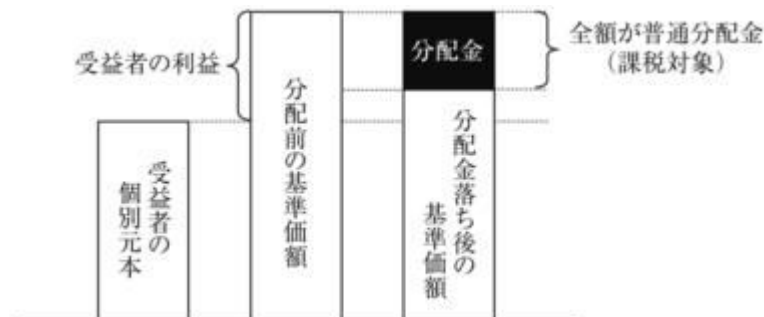 受益者の利益
分配金
全額が普通分配金
（課税対象）
受益者の
個別元本
分配前の基準価額
分配金落ち後の
基準価額